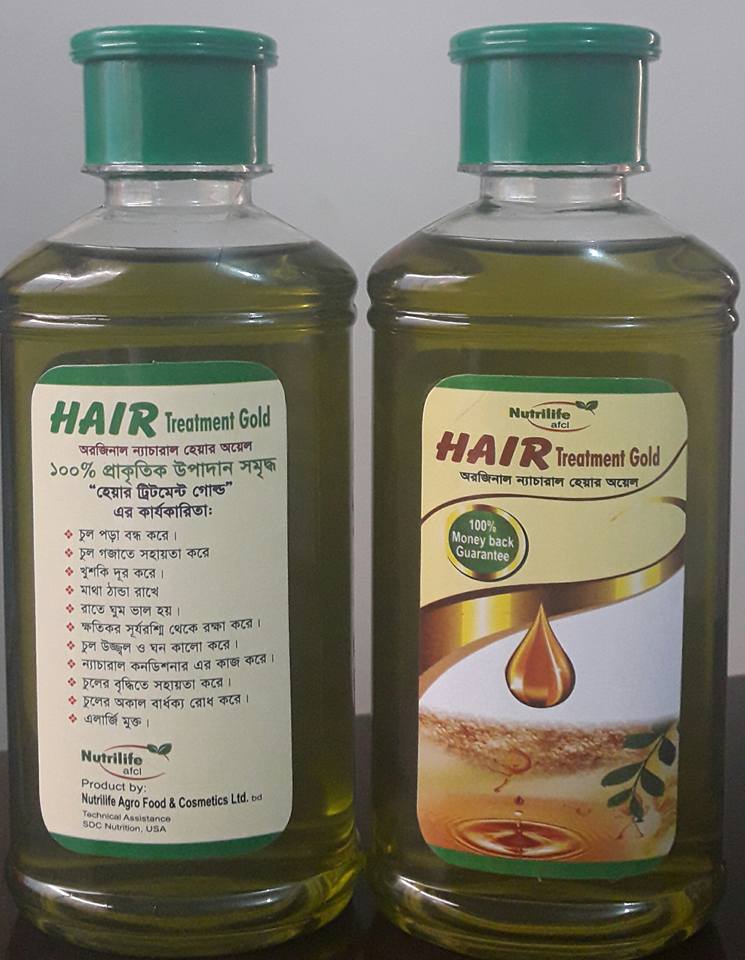 HAIR Treatment Gold
অরজিনাল ন্যাচারাল হেয়ার অয়েল
১০০% প্রাকৃতিক উপাদান সমৃদ্ধ
“হেয়ার ট্রিটমেন্ট গোল্ড”
এর কার্যকারিতা:
চুল পড়া বন্ধ করে।
চুল গজাতে সহায়তা করে
খুশকি দূর করে।
মাথা ঠান্ডা রাখে
রাতে ঘুম ভাল হয়।
ক্ষতিকর সূর্যরশ্মি থেকে রক্ষা করে।
চুল উজ্জ্বল ও ঘন কালো করে।
ন্যাচারাল কনডিশনার এর কাজ করে।
চুলের বৃদ্ধিতে সহায়তা করে।
চুলের অকাল বার্ধক্য রোধ করে।
এলার্জি মুক্ত।
Nutrilife
afcl
Product by:
Nutrilife Agro Food & Cosmetics Ltd. bd
Technical Assistance
SDC Nutrition, USA
Nutrilife
afcl
HAIR Treatment Gold
অরজিনাল ন্যাচারাল হেয়ার অয়েল
100%
Money back
Guarantee